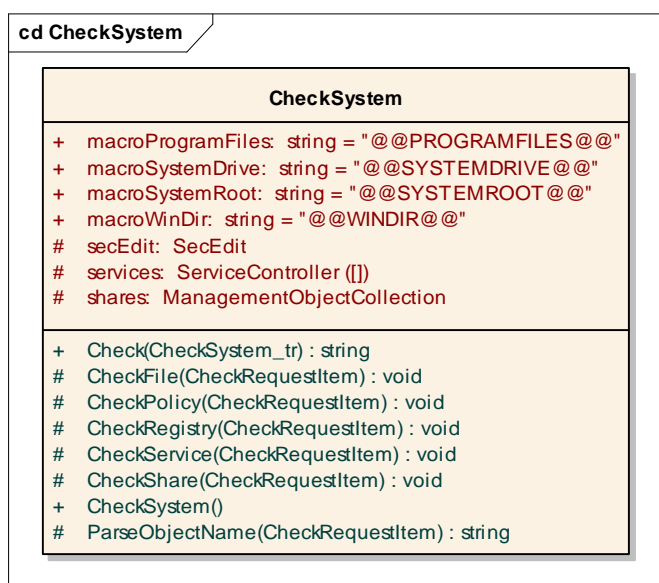 cd CheckSystem
CheckSystem
+ macroProgramFiles: string = "@@PROGRAMFILES@@"
+ macroSystemDrive: string = "@@SYSTEMDRIVE@@"
+ macroSystemRoot: string = "@@SYSTEMROOT@@"
+ macroWinDir: string = "@@WINDIR@@"
# secEdit: SecEdit
# services: ServiceController ([])
# shares: ManagementObjectCollection
+ Check(CheckSystem_tr) : string
# CheckFile(CheckRequestItem) : void
# CheckPolicy(CheckRequestItem) : void
# CheckRegistry(CheckRequestItem) : void
# CheckService(CheckRequestItem) : void
# CheckShare(CheckRequestItem) : void
+ CheckSystem()
# ParseObjectName(CheckRequestItem) : string